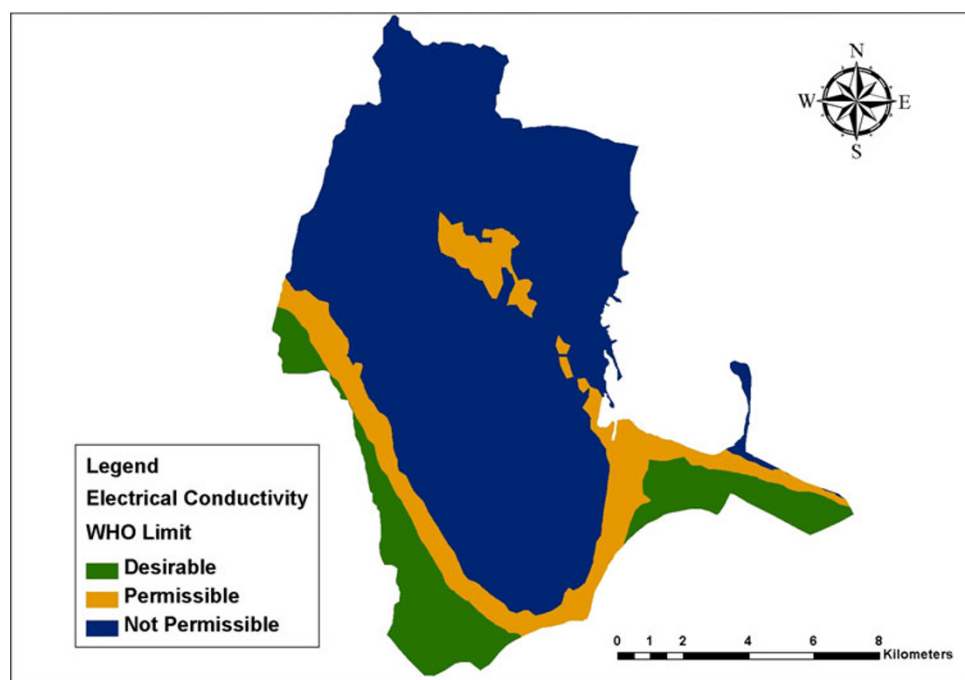 N
W E
S
Legend
Electrical Conductivity
WHO Limit
Desirable
Permissible
Not Permissible
0 1 2 4 6 8
Kilometers